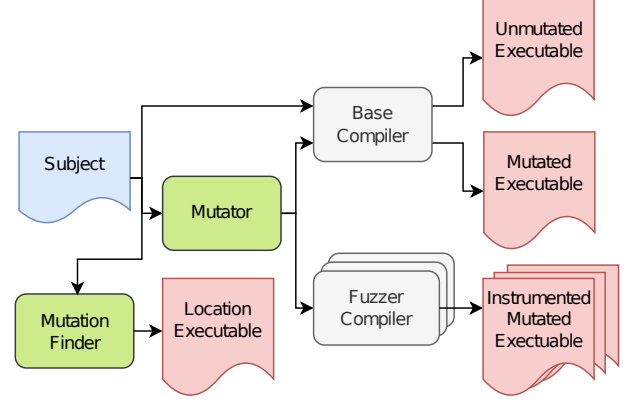 Unmutated
Executable
Base
Compiler
Subject
Mutated
Executable
Mutator
Instrumented
Mutated
Exectuable
Fuzzer
Compiler
Location
Executable
Mutation
Finder